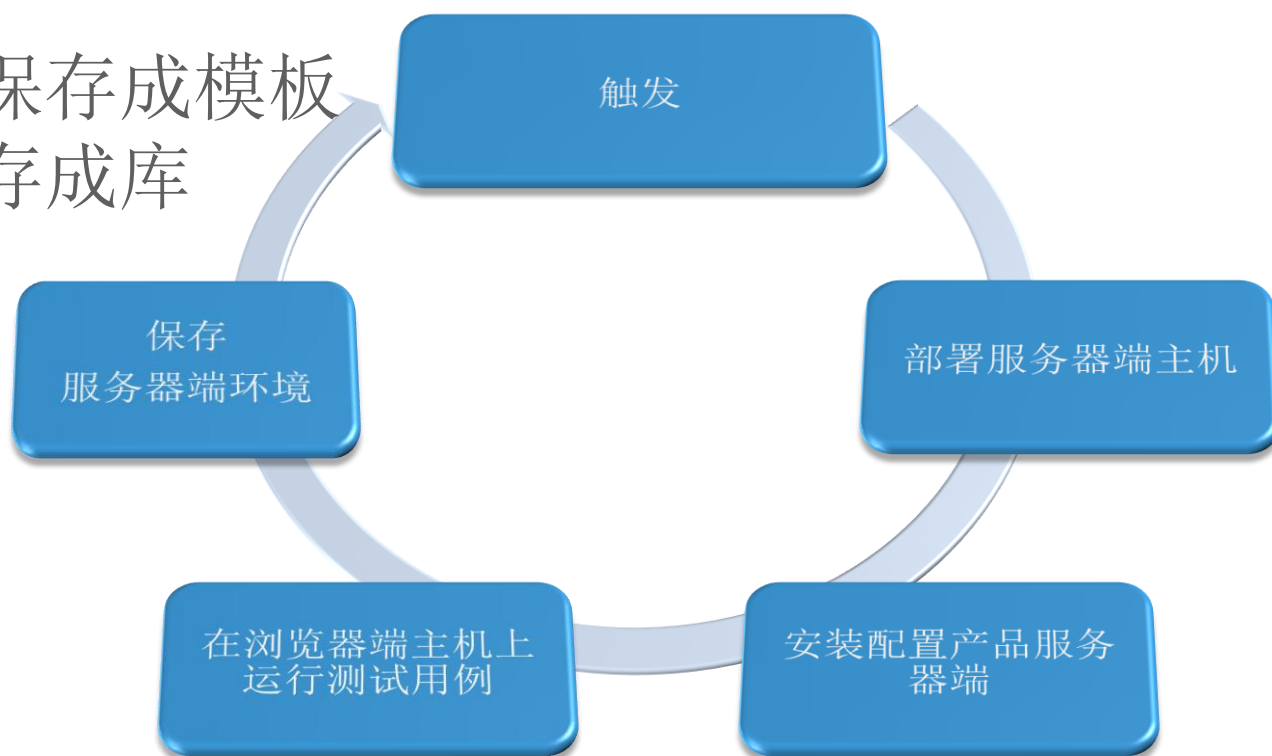 保存成模板
存成库
触发
部署服务器端主机
安装配置产品服务
器端
在浏览器端主机上
运行测试用例
保存
服务器端环境